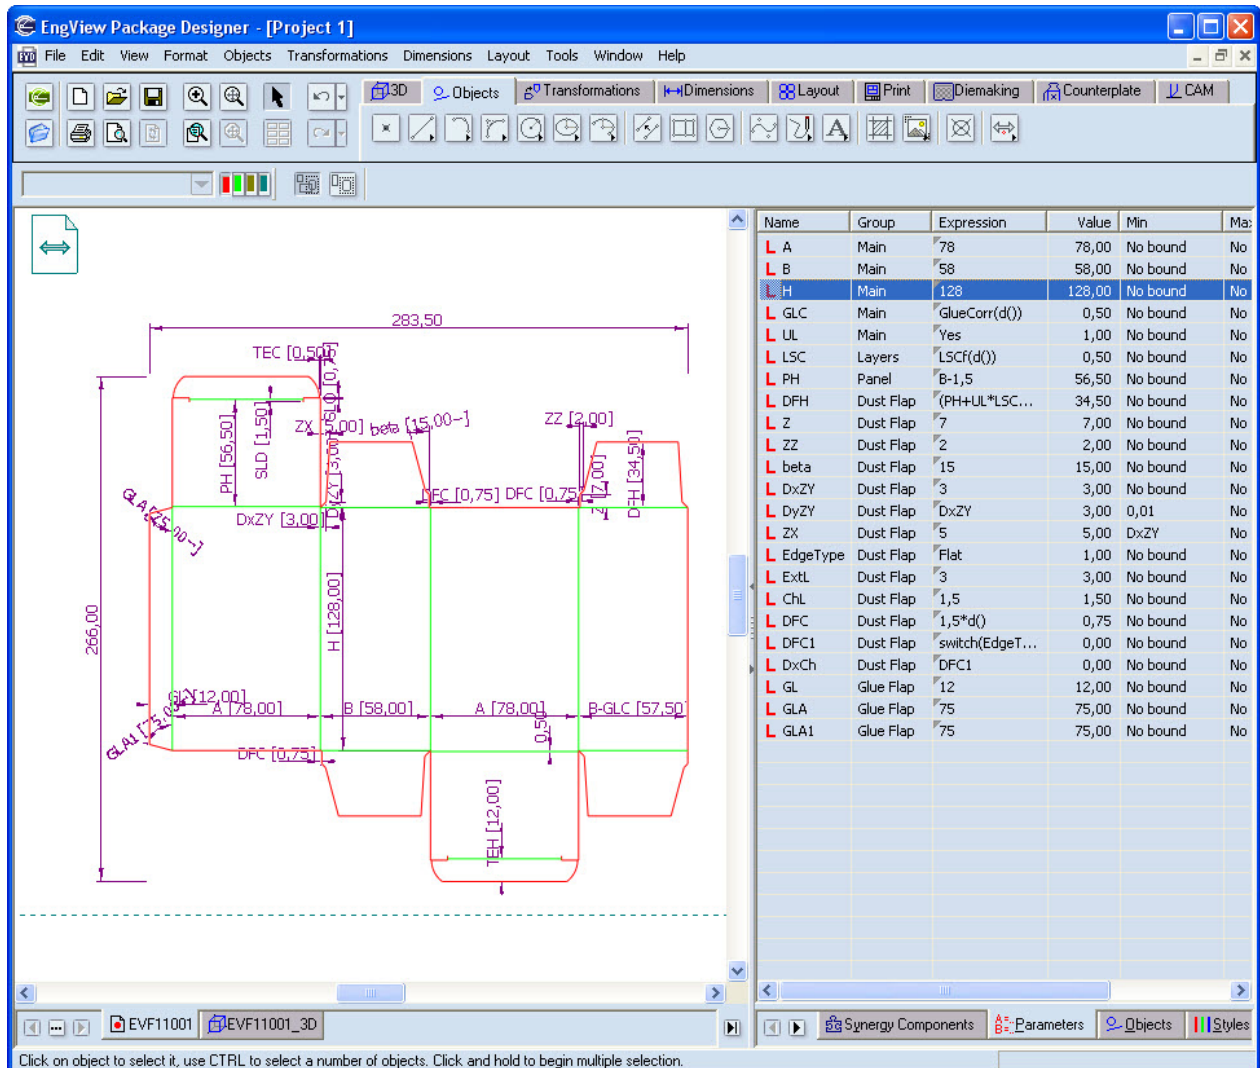 EngView Package Designer - [Project 1]
File Edit View Format Objects Transformations Dimensions Layout Tools Window Help
3D Objects Transformations Dimensions Layout Print Diemaking Counterplate CAM
Name Group Expression Value Min Max
L A Main 78 78,00 No bound No
L B Main 58 58,00 No bound No
L H Main 128 128,00 No bound No
L GLC Main GlueCorr(d()) 0,50 No bound No
L UL Main Yes 1,00 No bound No
L LSC Layers LSCf(d()) 0,50 No bound No
L PH Panel B-1,5 56,50 No bound No
L DFH Dust Flap (PH+UL*LSC... 34,50 No bound No
L Z Dust Flap 7 7,00 No bound No
L ZZ Dust Flap 2 2,00 No bound No
L beta Dust Flap 15 15,00 No bound No
L DxZY Dust Flap 3 3,00 No bound No
L DyZY Dust Flap DxZY 3,00 0,01 No
L ZX Dust Flap 5 5,00 DxZY No
L EdgeType Dust Flap Flat 1,00 No bound No
L ExtL Dust Flap 3 3,00 No bound No
L ChL Dust Flap 1,5 1,50 No bound No
L DFC Dust Flap 1,5*d() 0,75 No bound No
L DFC1 Dust Flap switch(EdgeT... 0,00 No bound No
L DxCh Dust Flap DFC1 0,00 No bound No
L GL Glue Flap 12 12,00 No bound No
L GLA Glue Flap 75 75,00 No bound No
L GLA1 Glue Flap 75 75,00 No bound No
283,50
TEC [0,50]
ZX [5,00]
beta [15,00~]
ZZ [2,00]
PH [56,50]
SLD [1,50]
DFH [34,50]
DFC [0,75] DFC [0,75]
DxZY [3,00]
GLA [75,00~]
H [128,00]
266,00
GL [12,00]
A [78,00] B [58,00] A [78,00] B-GLC [57,50]
0,50
GLA1 [75,00~]
DFC [0,75]
TEH [12,00]
EVF11001 EVF11001_3D
Synergy Components Parameters Objects Styles
Click on object to select it, use CTRL to select a number of objects. Click and hold to begin multiple selection.